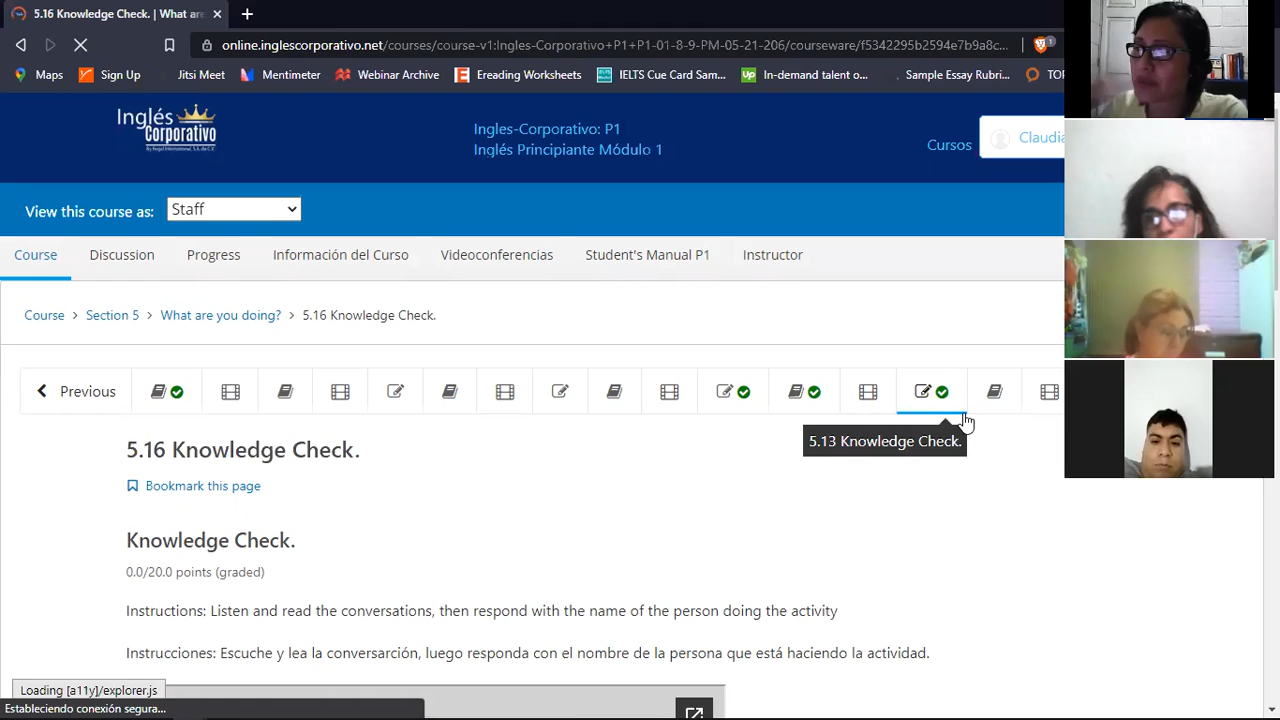 5.16 Knowledge Check. | What are
online.inglescorporativo.net/courses/course-v1:Ingles-Corporativo+P1+P1-01-8-9-PM-05-21-206/courseware/f5342295b2594e7b9a8c...
1
Maps Sign Up Jitsi Meet Mentimeter Webinar Archive Ereading Worksheets IELTS Cue Card Sam... In-demand talent o... Sample Essay Rubri... TOE
Inglés
Corporativo
Ingles-Corporativo: P1
Inglés Principiante Módulo 1
Cursos
Claudia
View this course as:
Staff
Course Discussion Progress Información del Curso Videoconferencias Student's Manual P1 Instructor
Course > Section 5 > What are you doing? > 5.16 Knowledge Check.
Previous
5.13 Knowledge Check.
5.16 Knowledge Check.
Bookmark this page
Knowledge Check.
0.0/20.0 points (graded)
Instructions: Listen and read the conversations, then respond with the name of the person doing the activity
Instrucciones: Escuche y lea la conversarción, luego responda con el nombre de la persona que está haciendo la actividad.
Loading [a11y]/explorer.js
Estableciendo conexión segura...